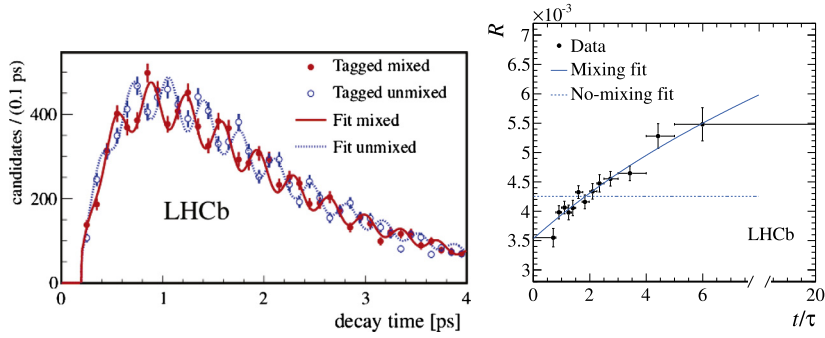 candidates / (0.1 ps)
400
200
0
Tagged mixed
Tagged unmixed
Fit mixed
Fit unmixed
LHCb
0 1 2 3 4
decay time [ps]
×10⁻³
R
7
6.5
6
5.5
5
4.5
4
3.5
3
Data
Mixing fit
No-mixing fit
LHCb
0 2 4 6 20
t/τ